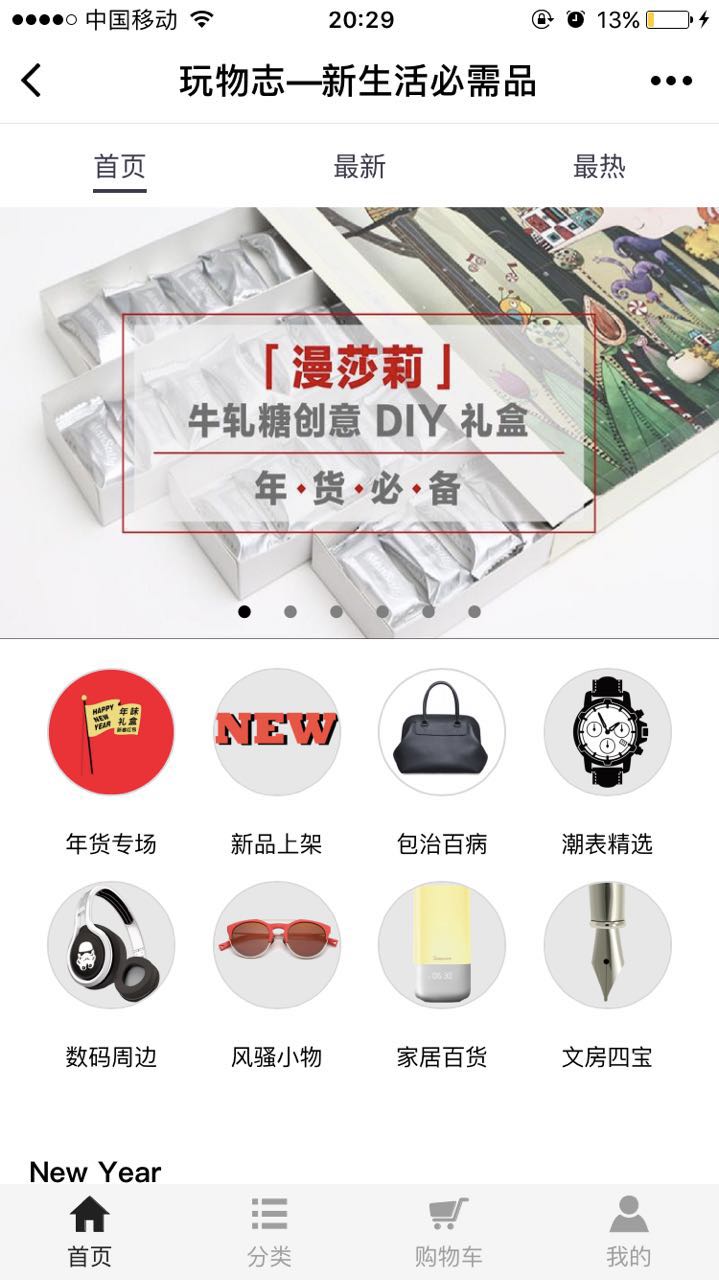 中国移动
20:29
13%
玩物志—新生活必需品
首页
最新
最热
「漫莎莉」
牛轧糖创意 DIY 礼盒
年·货·必·备
HAPPY
NEW
YEAR
年味
礼盒
NEW
年货专场
新品上架
包治百病
潮表精选
05:30
数码周边
风骚小物
家居百货
文房四宝
New Year
首页
分类
购物车
我的